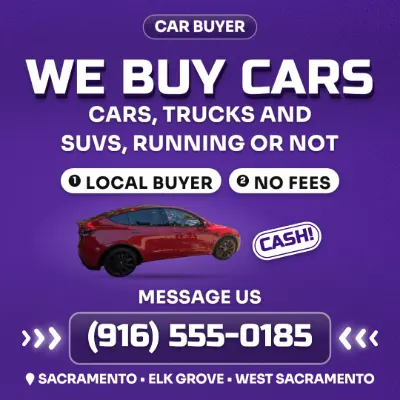 CAR BUYER
WE BUY CARS
CARS, TRUCKS AND
SUVS, RUNNING OR NOT
1 LOCAL BUYER 2 NO FEES
CASH!
MESSAGE US
(916) 555-0185
SACRAMENTO • ELK GROVE • WEST SACRAMENTO